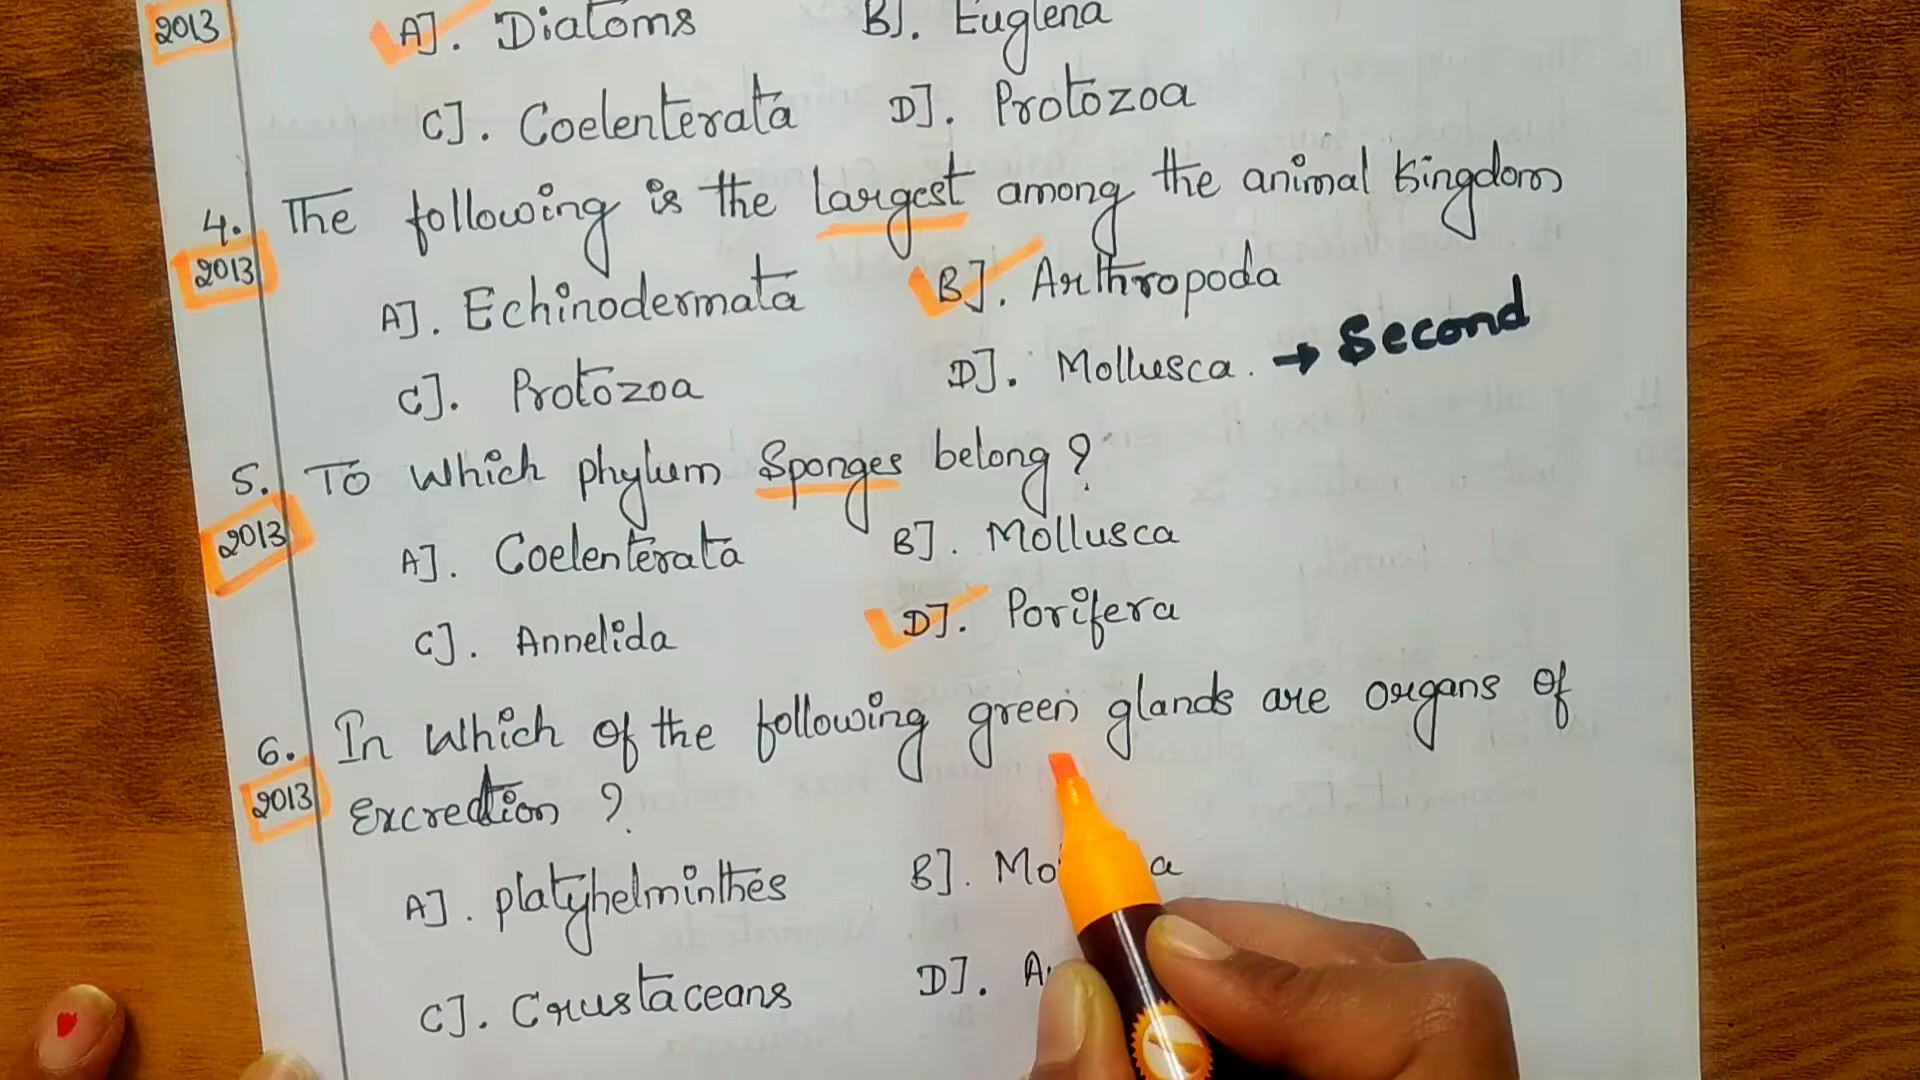 2013 A]. Diatoms B]. Euglena
C]. Coelenterata D]. Protozoa
4. The following is the largest among the animal kingdom
2013
A]. Echinodermata B]. Arthropoda
C]. Protozoa D]. Mollusca. → Second
5. To which phylum Sponges belong?
2013
A]. Coelenterata B]. Mollusca
C]. Annelida D]. Porifera
6. In which of the following green glands are organs of
2013 excredtion ?
A]. platyhelminthes B].
C]. Crustaceans D].